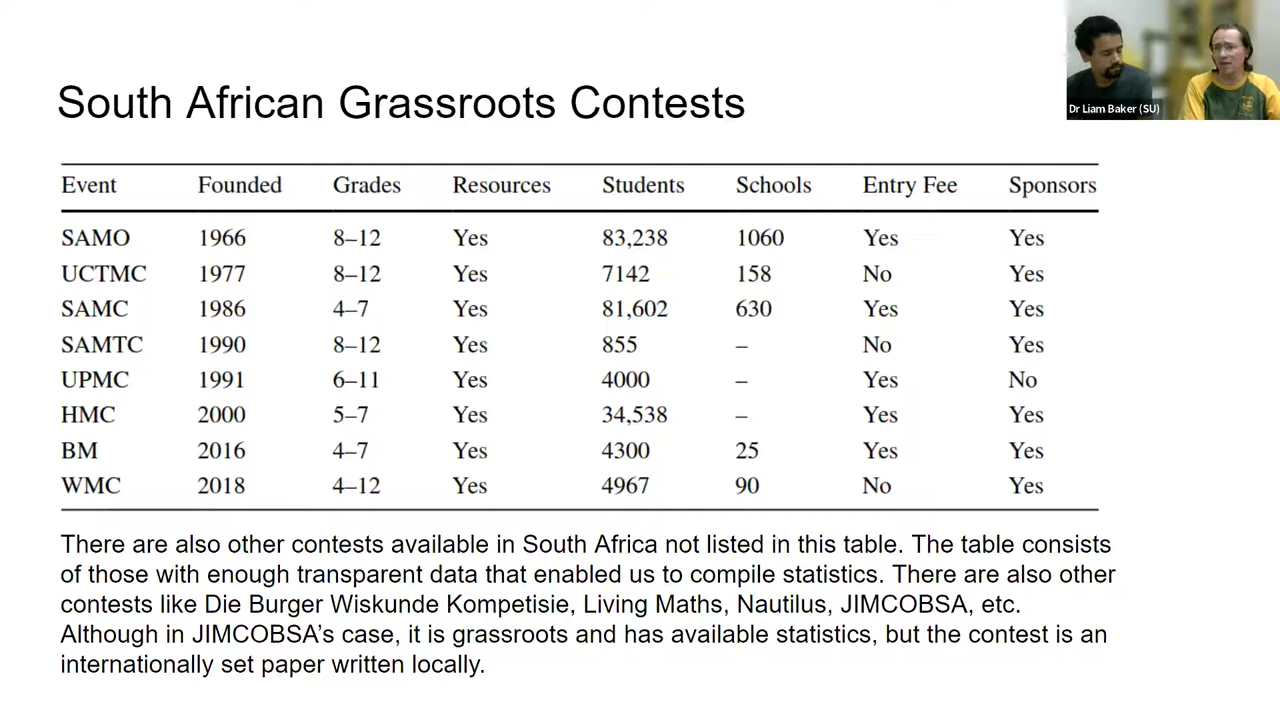 South African Grassroots Contests
Dr Liam Baker (SU)
Event Founded Grades Resources Students Schools Entry Fee Sponsors
SAMO 1966 8–12 Yes 83,238 1060 Yes Yes
UCTMC 1977 8–12 Yes 7142 158 No Yes
SAMC 1986 4–7 Yes 81,602 630 Yes Yes
SAMTC 1990 8–12 Yes 855 – No Yes
UPMC 1991 6–11 Yes 4000 – Yes No
HMC 2000 5–7 Yes 34,538 – Yes Yes
BM 2016 4–7 Yes 4300 25 Yes Yes
WMC 2018 4–12 Yes 4967 90 No Yes
There are also other contests available in South Africa not listed in this table. The table consists
of those with enough transparent data that enabled us to compile statistics. There are also other
contests like Die Burger Wiskunde Kompetisie, Living Maths, Nautilus, JIMCOBSA, etc.
Although in JIMCOBSA’s case, it is grassroots and has available statistics, but the contest is an
internationally set paper written locally.